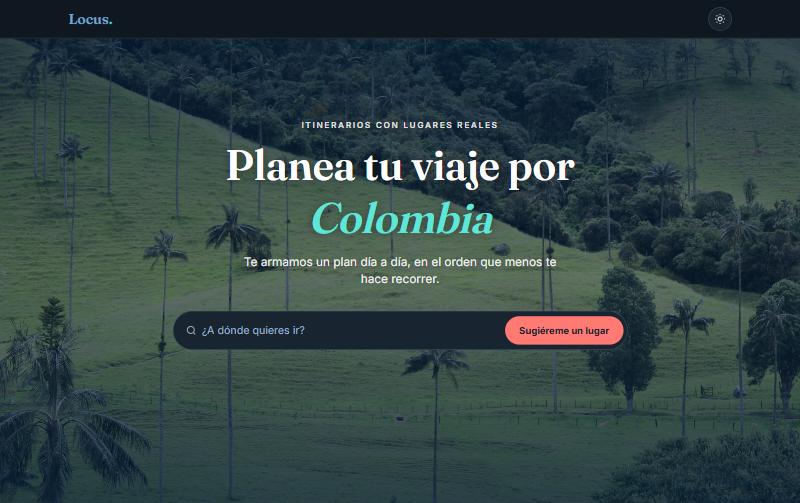 Locus.
ITINERARIOS CON LUGARES REALES
Planea tu viaje por
Colombia
Te armamos un plan día a día, en el orden que menos te
hace recorrer.
¿A dónde quieres ir?
Sugiéreme un lugar